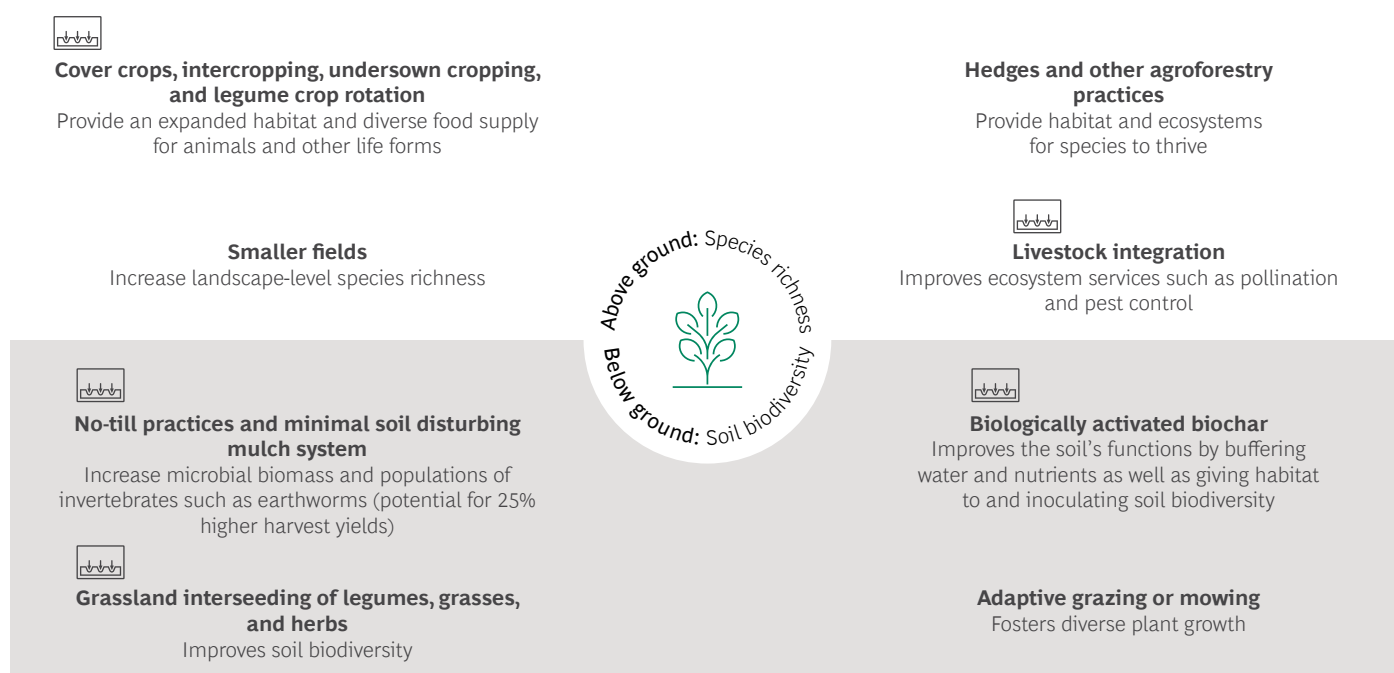 Cover crops, intercropping, undersown cropping,
and legume crop rotation
Provide an expanded habitat and diverse food supply
for animals and other life forms
Hedges and other agroforestry
practices
Provide habitat and ecosystems
for species to thrive
Smaller fields
Increase landscape-level species richness
Livestock integration
Improves ecosystem services such as pollination
and pest control
Above ground: Species richness
Below ground: Soil biodiversity
No-till practices and minimal soil disturbing
mulch system
Increase microbial biomass and populations of
invertebrates such as earthworms (potential for 25%
higher harvest yields)
Biologically activated biochar
Improves the soil’s functions by buffering
water and nutrients as well as giving habitat
to and inoculating soil biodiversity
Grassland interseeding of legumes, grasses,
and herbs
Improves soil biodiversity
Adaptive grazing or mowing
Fosters diverse plant growth